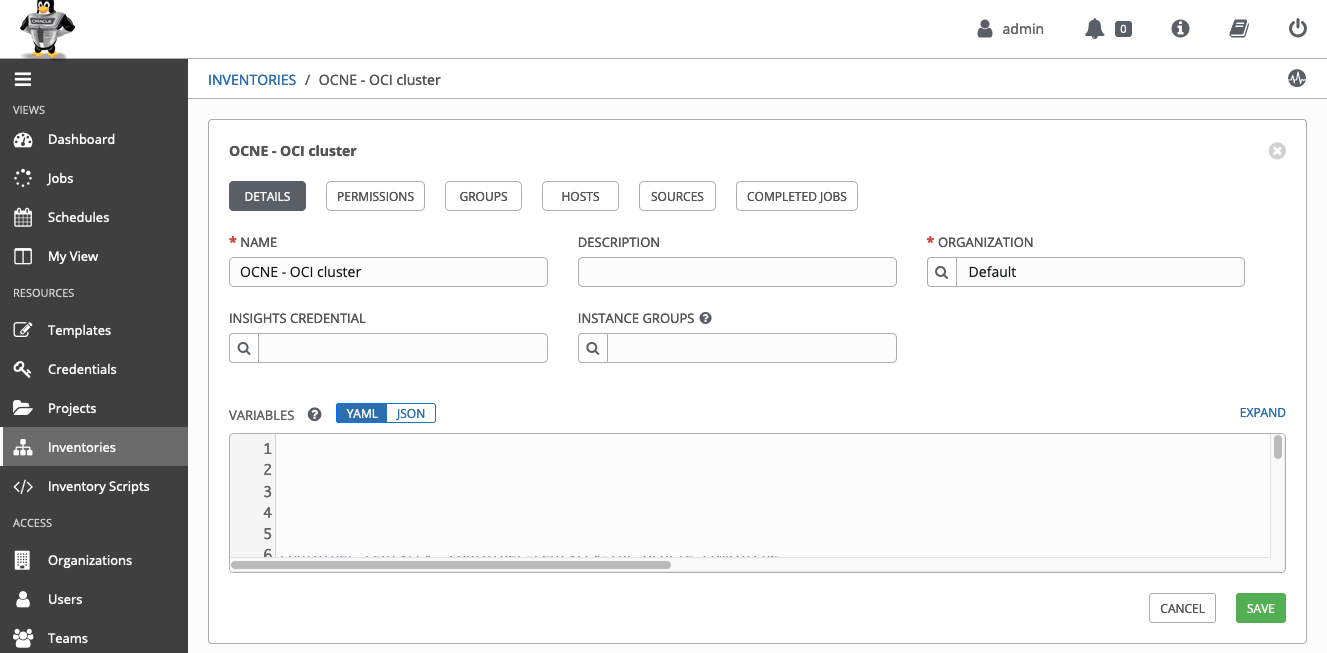 ORACLE
admin
0
INVENTORIES / OCNE - OCI cluster
VIEWS
Dashboard
Jobs
Schedules
My View
RESOURCES
Templates
Credentials
Projects
Inventories
Inventory Scripts
ACCESS
Organizations
Users
Teams
OCNE - OCI cluster
DETAILS PERMISSIONS GROUPS HOSTS SOURCES COMPLETED JOBS
* NAME DESCRIPTION * ORGANIZATION
OCNE - OCI cluster Default
INSIGHTS CREDENTIAL INSTANCE GROUPS
VARIABLES YAML JSON EXPAND
1
2
3
4
5
6
CANCEL SAVE